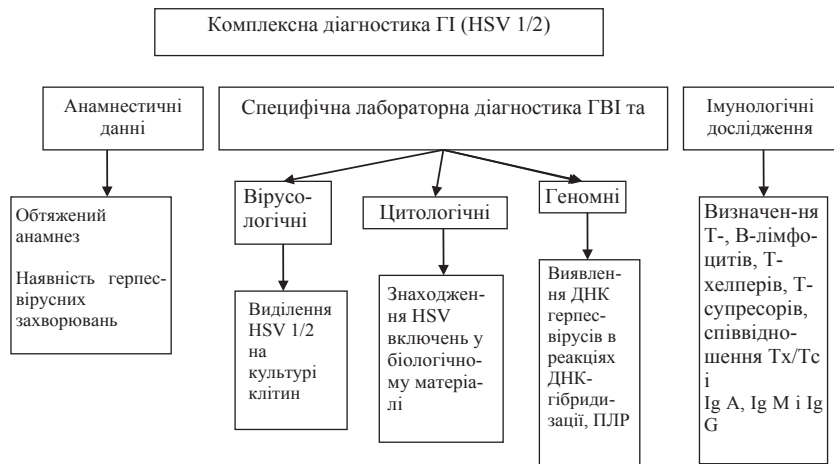 Комплексна діагностика ГІ (HSV 1/2)
Анамнестичні
данні
Специфічна лабораторна діагностика ГВІ та
Імунологічні
дослідження
Обтяжений
анамнез
Наявність герпес-
вірусних
захворювань
Вірусо-
логічні
Цитологічні
Геномні
Виділення
HSV 1/2
на
культурі
клітин
Знаходжен-
ня HSV
включень у
біологічно-
му матеріа-
лі
Виявлен-
ня ДНК
герпес-
вірусів в
реакціях
ДНК-
гібриди-
зації, ПЛР
Визначен-ня
Т-, В-лімфо-
цитів, Т-
хелперів, Т-
супресорів,
співвідно-
шення Тх/Тс
і
Ig A, Ig M і Ig
G